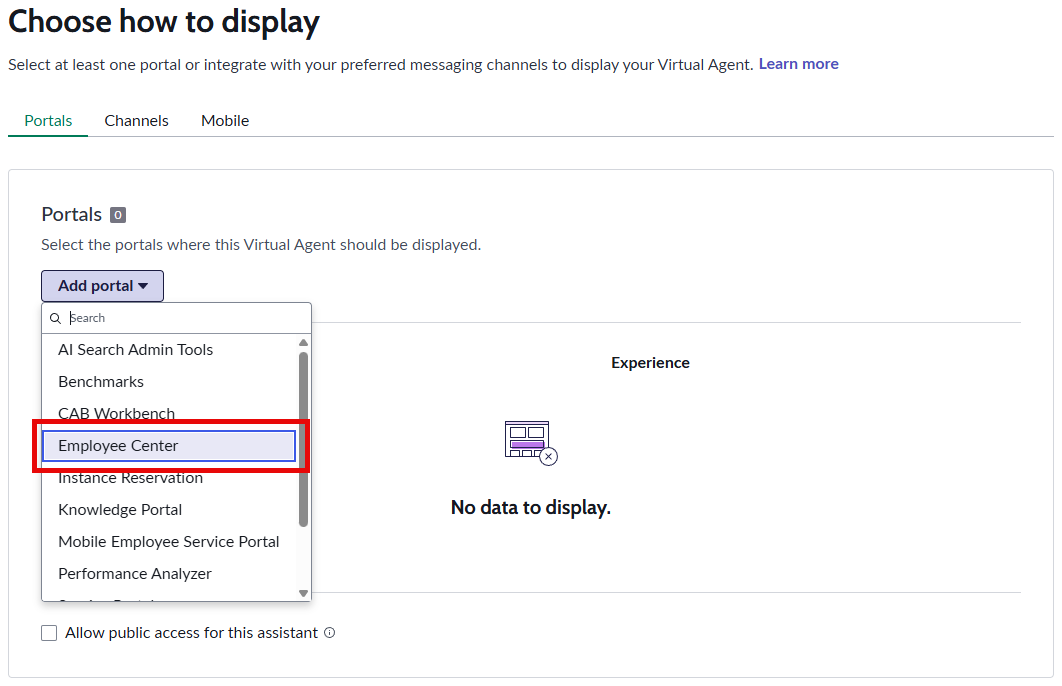 Choose how to display
Select at least one portal or integrate with your preferred messaging channels to display your Virtual Agent. Learn more
Portals Channels Mobile
Portals 0
Select the portals where this Virtual Agent should be displayed.
Add portal
Search
AI Search Admin Tools
Experience
Benchmarks
CAB Workbench
Employee Center
Instance Reservation
Knowledge Portal
No data to display.
Mobile Employee Service Portal
Performance Analyzer
Allow public access for this assistant